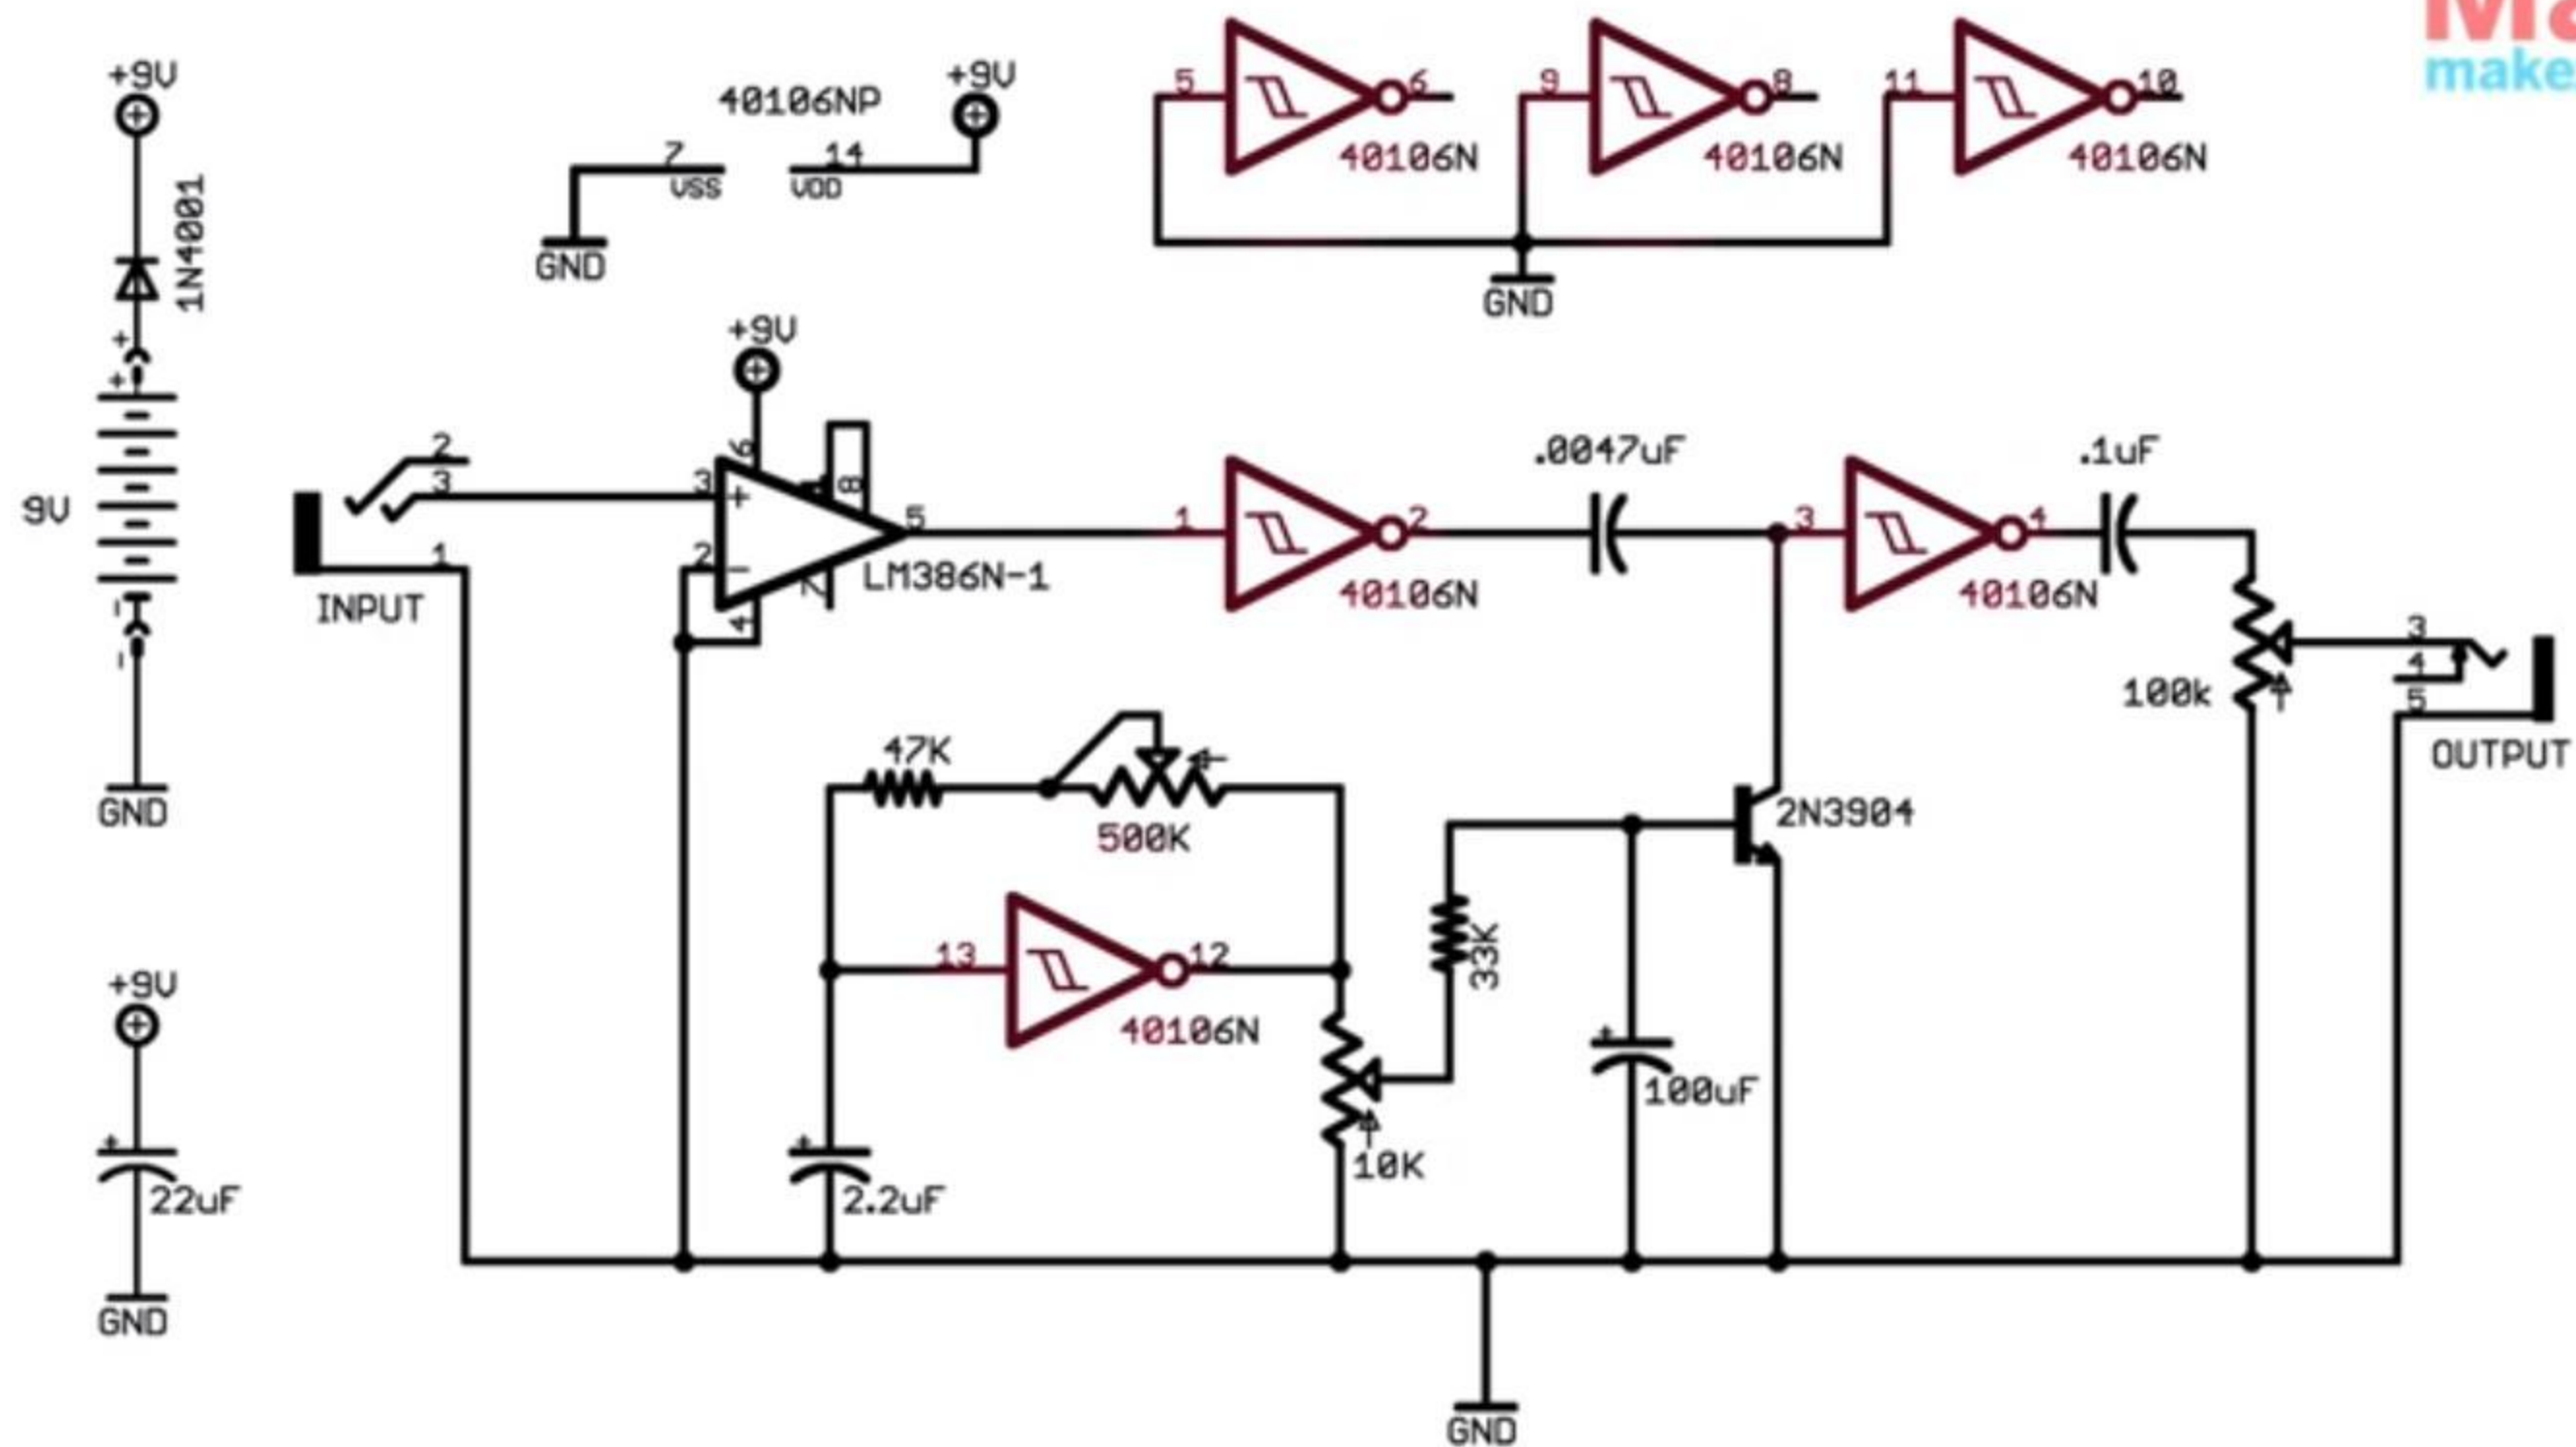 Ma
make
+9V
40106NP
+9V
7
VSS
14
VDD
GND
1N4001
5
6
40106N
9
8
40106N
11
10
40106N
GND
+9V
+
+
9V
-
-
GND
2
3
1
INPUT
3
6
8
5
+
2
-
4
7
LM386N-1
1
2
40106N
.0047uF
3
4
40106N
.1uF
100k
3
4
5
OUTPUT
47K
500K
2N3904
13
12
40106N
33K
+9V
+
22uF
GND
+
2.2uF
10K
+
100uF
GND